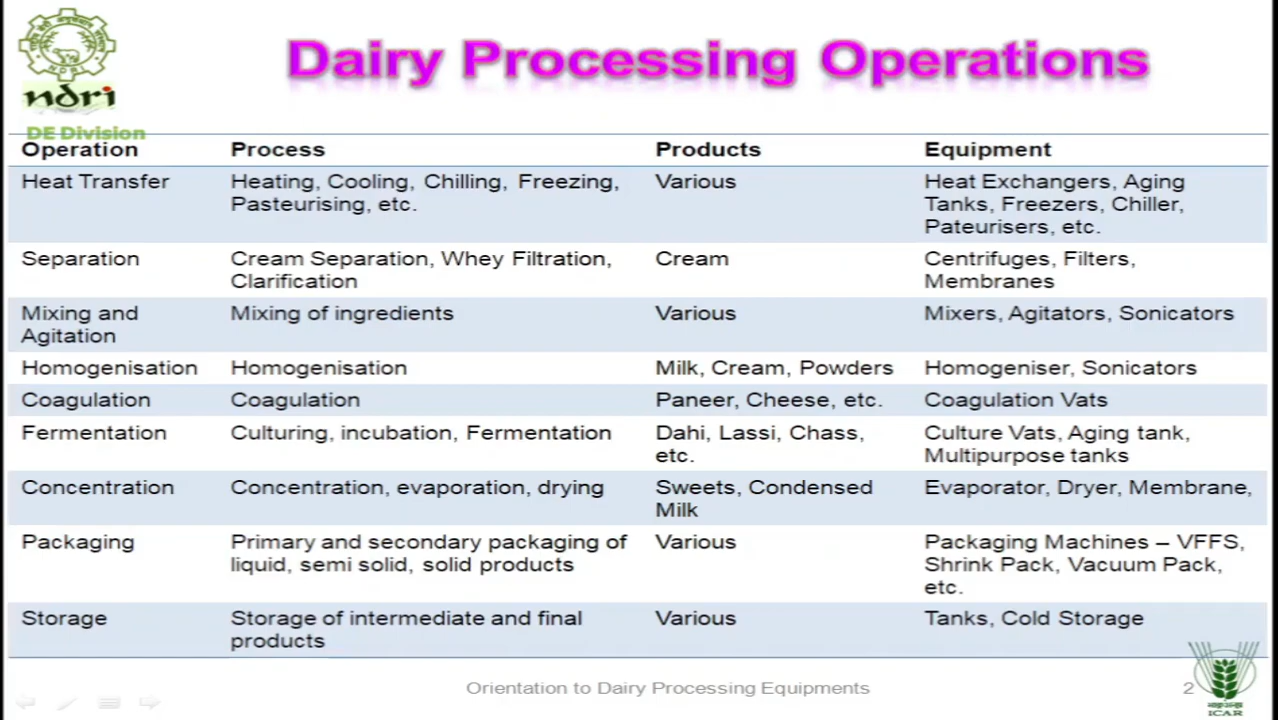 Dairy Processing Operations
ndri
DE Division
Operation Process Products Equipment
Heat Transfer Heating, Cooling, Chilling, Freezing, Various Heat Exchangers, Aging
Pasteurising, etc. Tanks, Freezers, Chiller,
Pateurisers, etc.
Separation Cream Separation, Whey Filtration, Cream Centrifuges, Filters,
Clarification Membranes
Mixing and Mixing of ingredients Various Mixers, Agitators, Sonicators
Agitation
Homogenisation Homogenisation Milk, Cream, Powders Homogeniser, Sonicators
Coagulation Coagulation Paneer, Cheese, etc. Coagulation Vats
Fermentation Culturing, incubation, Fermentation Dahi, Lassi, Chass, Culture Vats, Aging tank,
etc. Multipurpose tanks
Concentration Concentration, evaporation, drying Sweets, Condensed Evaporator, Dryer, Membrane,
Milk
Packaging Primary and secondary packaging of Various Packaging Machines – VFFS,
liquid, semi solid, solid products Shrink Pack, Vacuum Pack,
etc.
Storage Storage of intermediate and final Various Tanks, Cold Storage
products
Orientation to Dairy Processing Equipments 2
ICAR